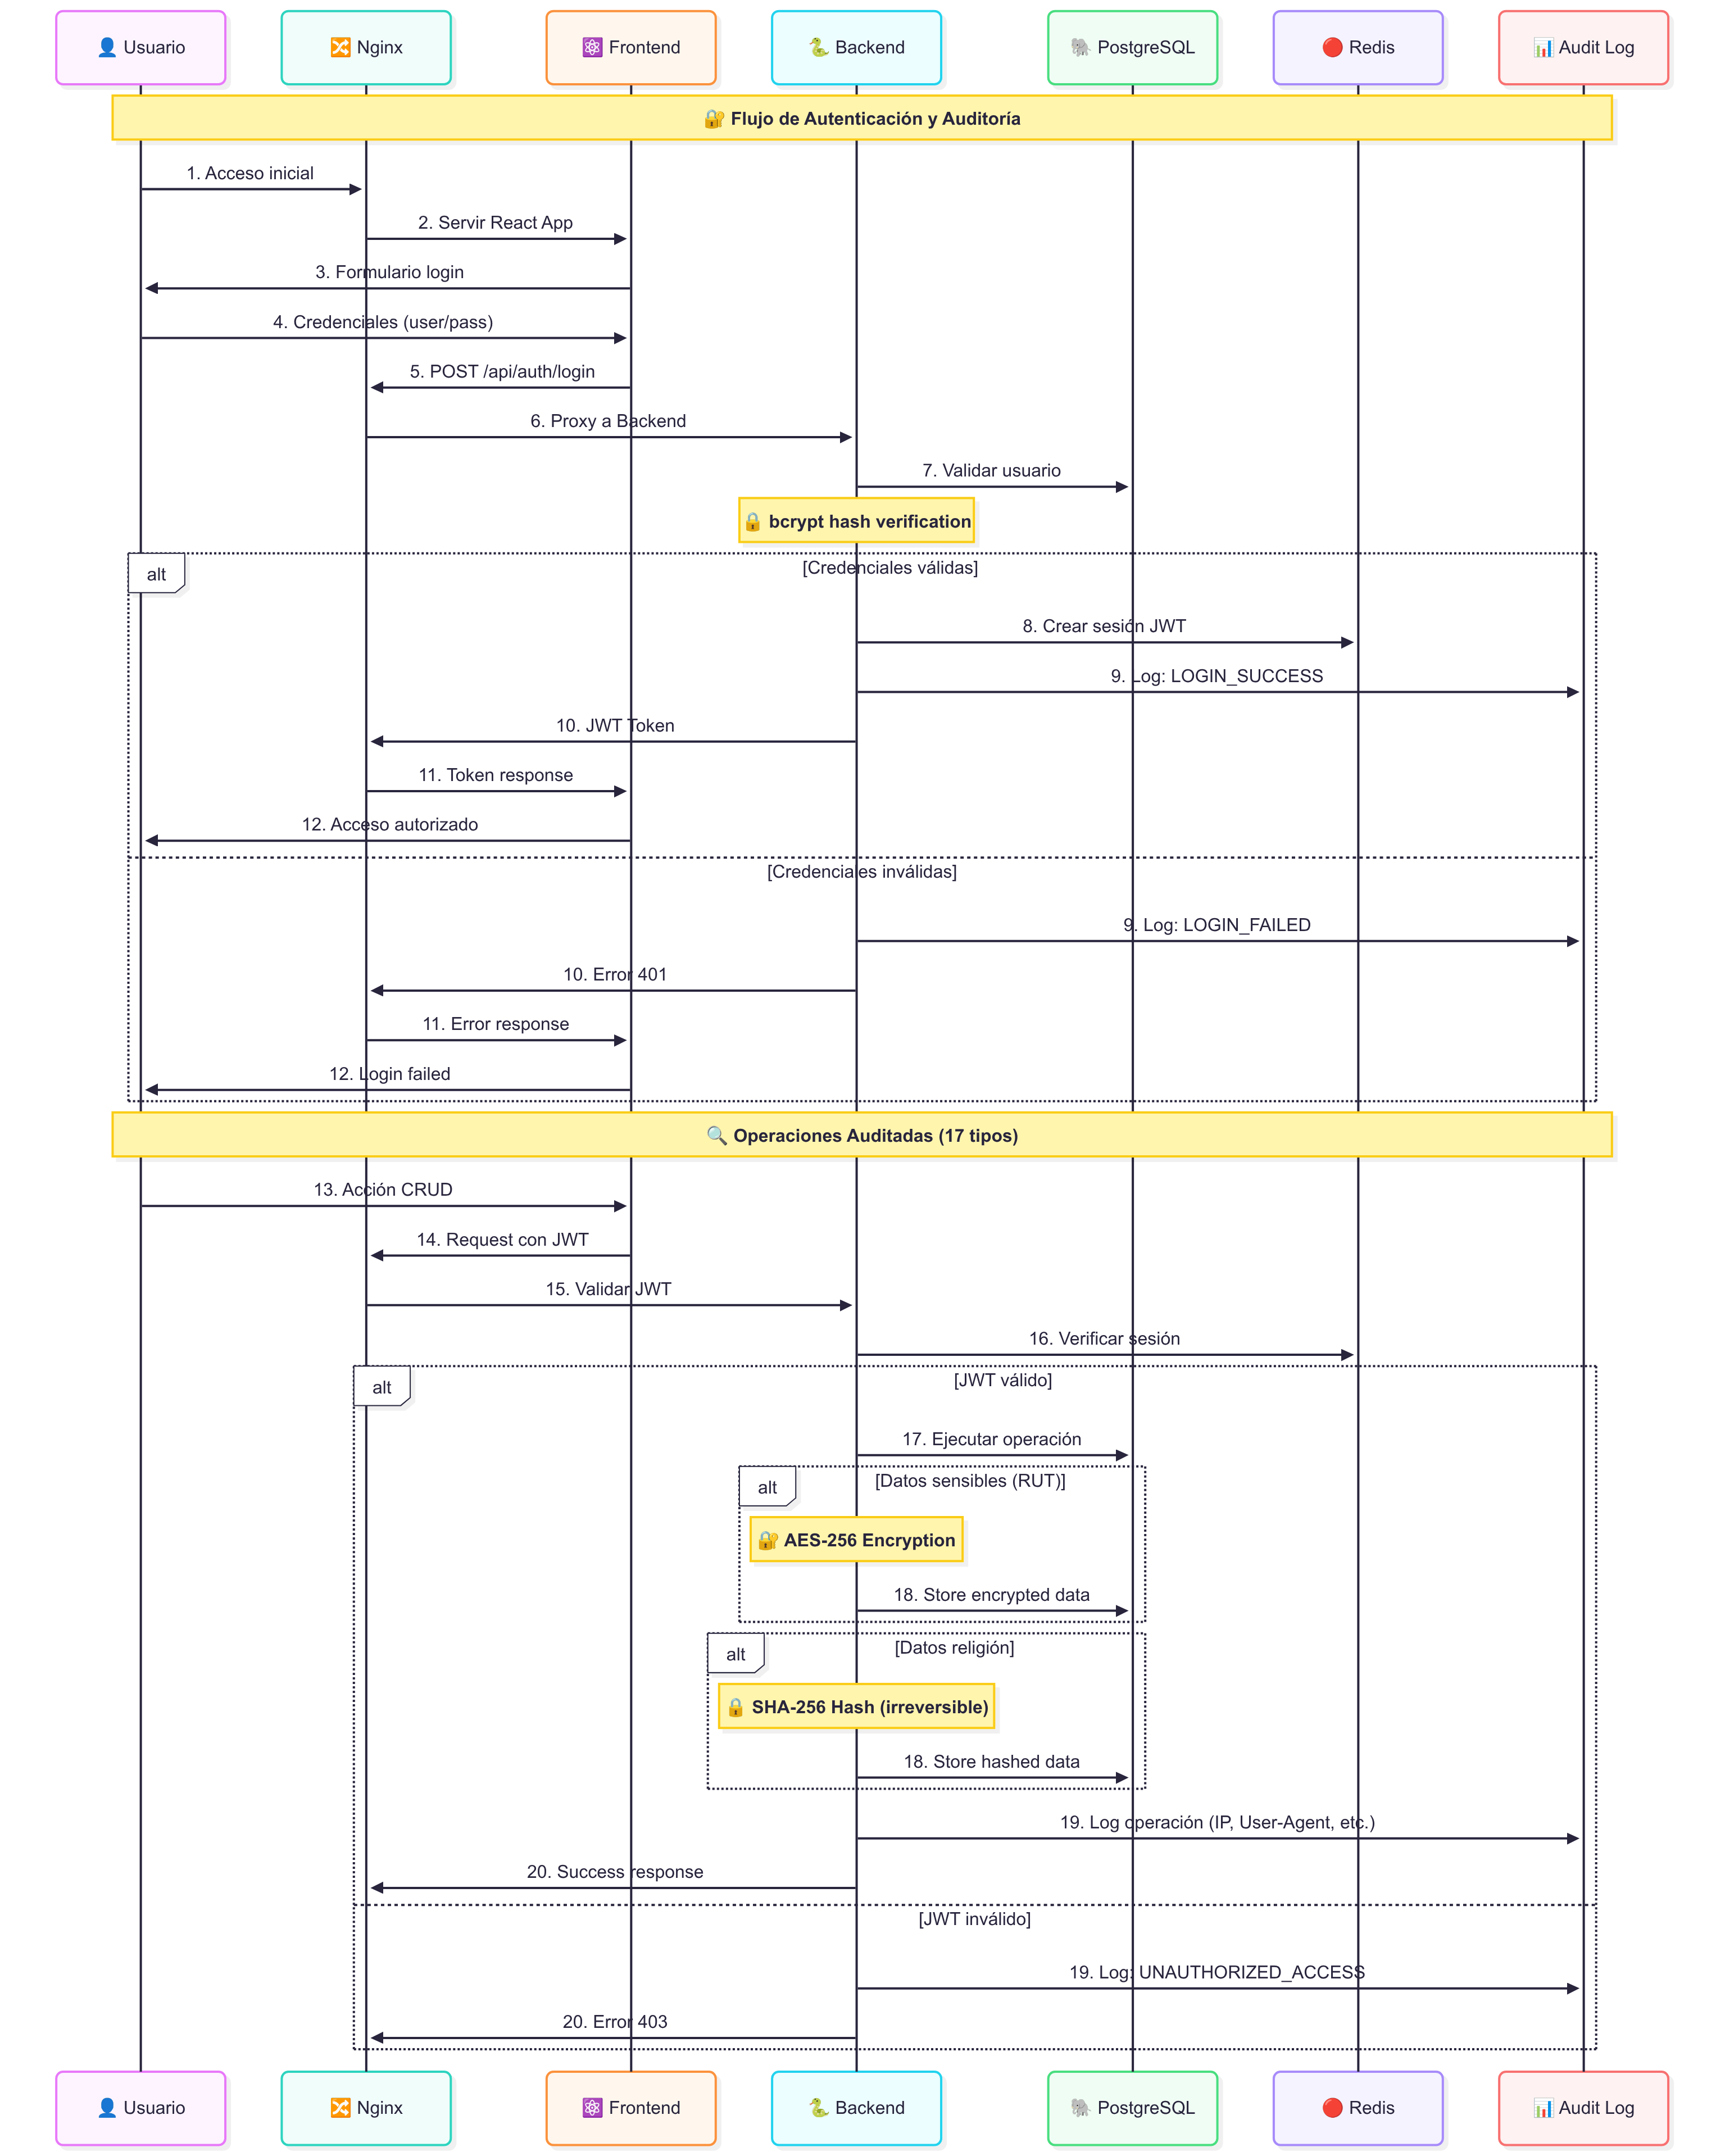 👤 Usuario
🔀 Nginx
⚛️ Frontend
🐍 Backend
🐘 PostgreSQL
🔴 Redis
📊 Audit Log
🔐 Flujo de Autenticación y Auditoría
1. Acceso inicial
2. Servir React App
3. Formulario login
4. Credenciales (user/pass)
5. POST /api/auth/login
6. Proxy a Backend
7. Validar usuario
🔒 bcrypt hash verification
alt
[Credenciales válidas]
8. Crear sesión JWT
9. Log: LOGIN_SUCCESS
10. JWT Token
11. Token response
12. Acceso autorizado
[Credenciales inválidas]
9. Log: LOGIN_FAILED
10. Error 401
11. Error response
12. Login failed
🔍 Operaciones Auditadas (17 tipos)
13. Acción CRUD
14. Request con JWT
15. Validar JWT
16. Verificar sesión
alt
[JWT válido]
17. Ejecutar operación
alt
[Datos sensibles (RUT)]
🔐 AES-256 Encryption
18. Store encrypted data
alt
[Datos religión]
🔒 SHA-256 Hash (irreversible)
18. Store hashed data
19. Log operación (IP, User-Agent, etc.)
20. Success response
[JWT inválido]
19. Log: UNAUTHORIZED_ACCESS
20. Error 403
👤 Usuario
🔀 Nginx
⚛️ Frontend
🐍 Backend
🐘 PostgreSQL
🔴 Redis
📊 Audit Log